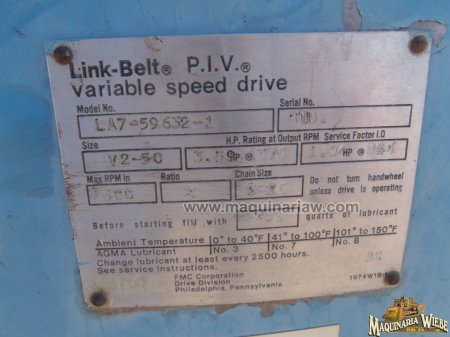 Link-Belt® P.I.V.®
variable speed drive
Model No. Serial No.
LA7-59632-1
Size H.P. Rating at Output RPM Service Factor 1.0
V2-50 HP @ HP @
Max RPM in Ratio Chain Size Do not turn handwheel
unless drive is operating
www.maquinariajw.com
Before starting fill with quarts of lubricant
Ambient Temperature 0° to 40°F 41° to 100°F 101° to 150°F
AGMA Lubricant No. 3 No. 7 No. 8
Change lubricant at least every 2500 hours.
See service instructions.
FMC Corporation
Drive Division
Philadelphia, Pennsylvania
MAQUINARIA WIEBE